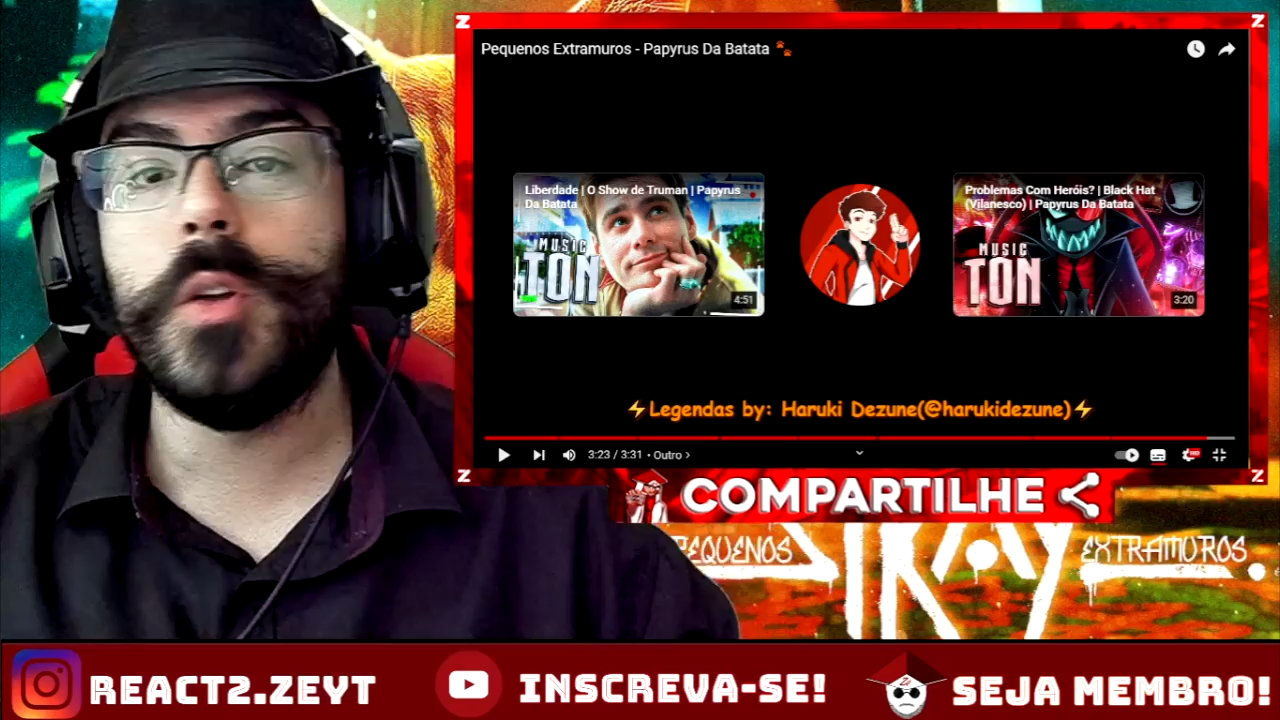 Z
Z
Pequenos Extramuros - Papyrus Da Batata
Liberdade | O Show de Truman | Papyrus
Da Batata
MUSIC
TON
4:51
Problemas Com Heróis? | Black Hat
(Vilanesco) | Papyrus Da Batata
MUSIC
TON
3:20
⚡Legendas by: Haruki Dezune(@harukidezune)⚡
3:23 / 3:31 • Outro >
HD
Z
Z
COMPARTILHE
PEQUENOS
STRAY
EXTRAMUROS
REACT2.ZEYT
INSCREVA-SE!
SEJA MEMBRO!